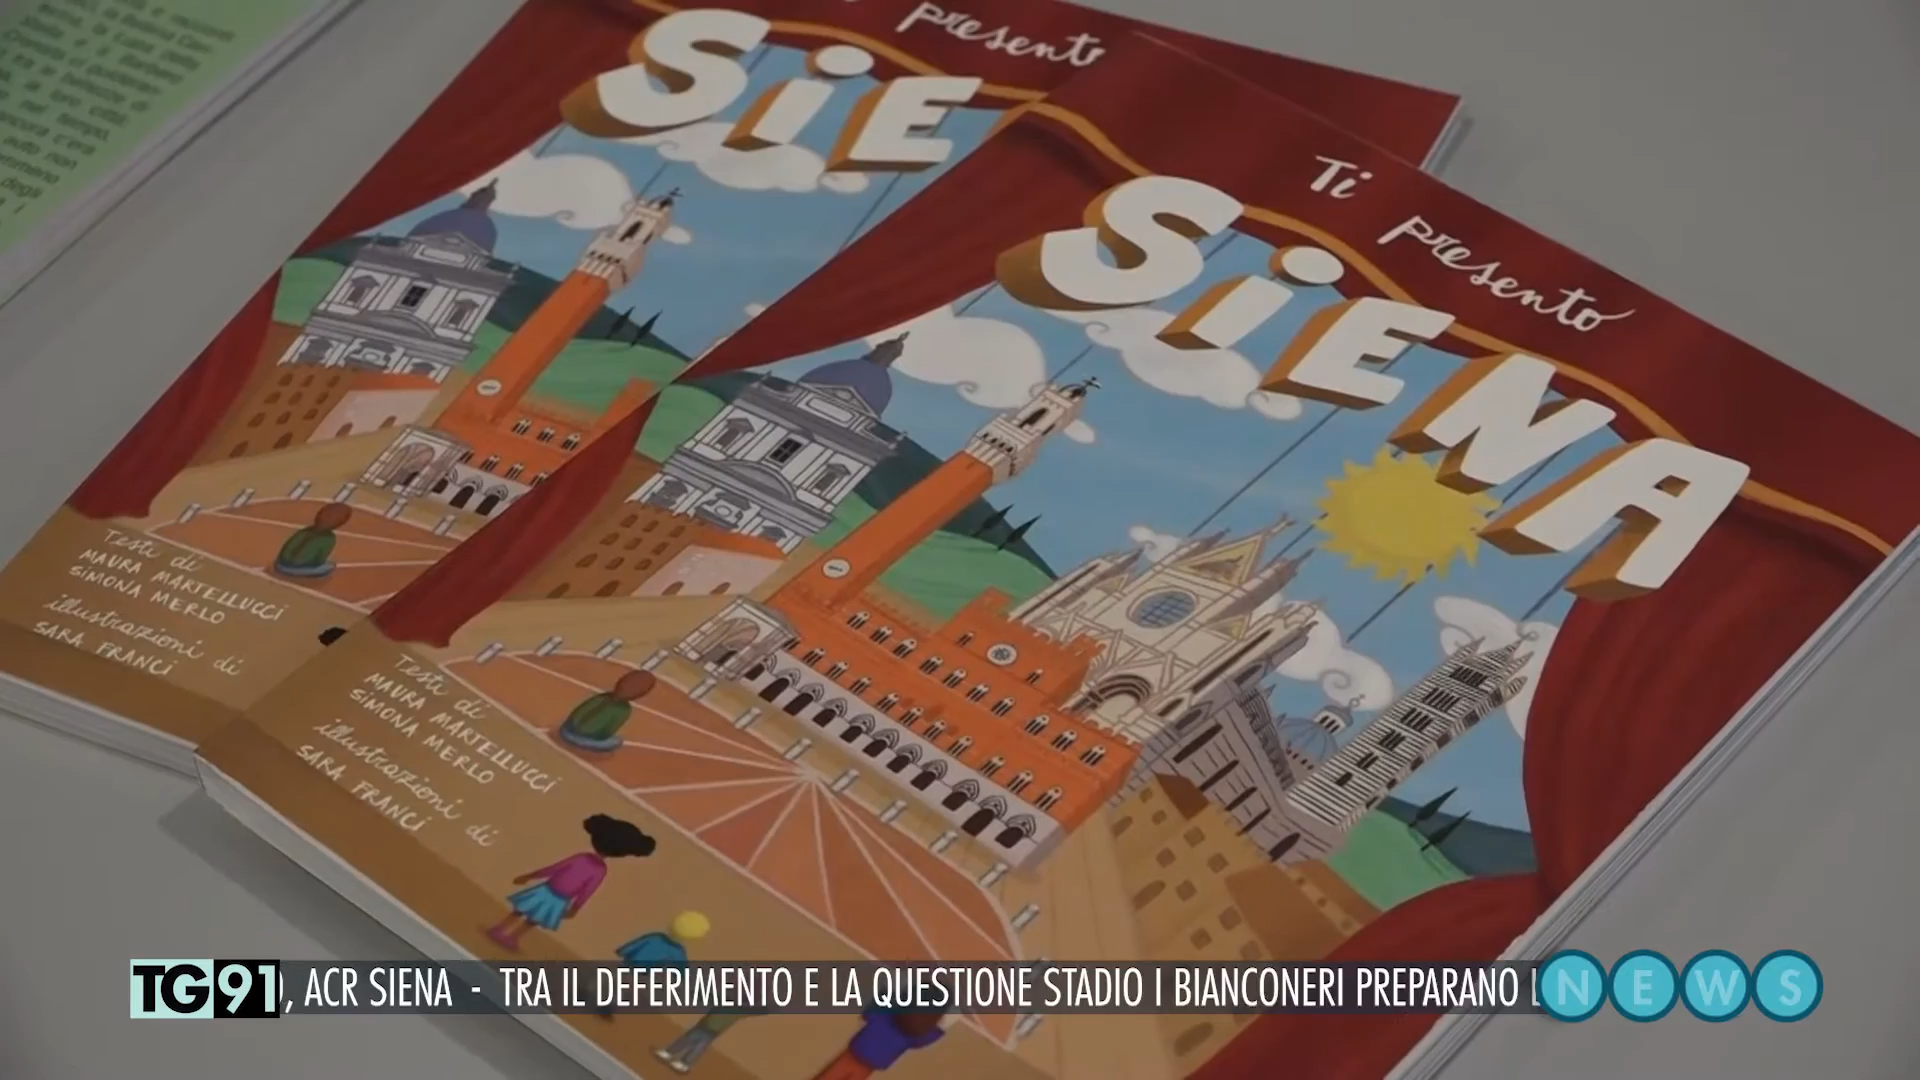 presento
SiE
Testi di
MAURA MARTELLUCCI
SIMONA MERLO
illustrazioni di
SARA FRANCI
Ti presento
SiENA
Testi di
MAURA MARTELLUCCI
SIMONA MERLO
illustrazioni di
SARA FRANCI
TG91 O, ACR SIENA - TRA IL DEFERIMENTO E LA QUESTIONE STADIO I BIANCONERI PREPARANO NEWS